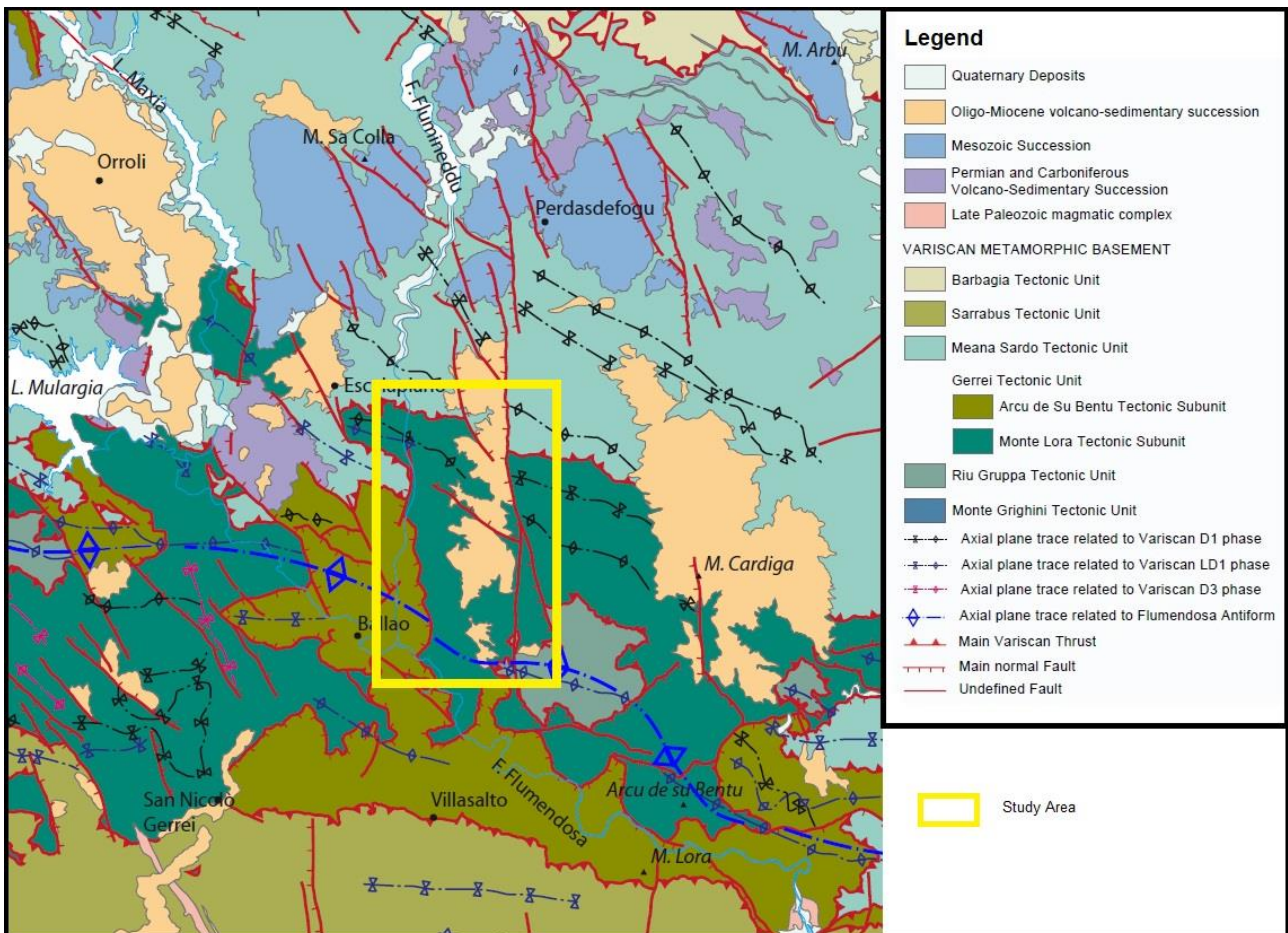 M. Arbu
L. Maxia
F. Flumineddu
M. Sa Colla
Orroli
Perdasdefogu
Escalaplano
L. Mulargia
M. Cardiga
Ballao
San Nicolò
Gerrei
Villasalto
F. Flumendosa
Arcu de su Bentu
M. Lora
Legend
Quaternary Deposits
Oligo-Miocene volcano-sedimentary succession
Mesozoic Succession
Permian and Carboniferous
Volcano-Sedimentary Succession
Late Paleozoic magmatic complex
VARISCAN METAMORPHIC BASEMENT
Barbagia Tectonic Unit
Sarrabus Tectonic Unit
Meana Sardo Tectonic Unit
Gerrei Tectonic Unit
Arcu de Su Bentu Tectonic Subunit
Monte Lora Tectonic Subunit
Riu Gruppa Tectonic Unit
Monte Grighini Tectonic Unit
Axial plane trace related to Variscan D1 phase
Axial plane trace related to Variscan LD1 phase
Axial plane trace related to Variscan D3 phase
Axial plane trace related to Flumendosa Antiform
Main Variscan Thrust
Main normal Fault
Undefined Fault
Study Area